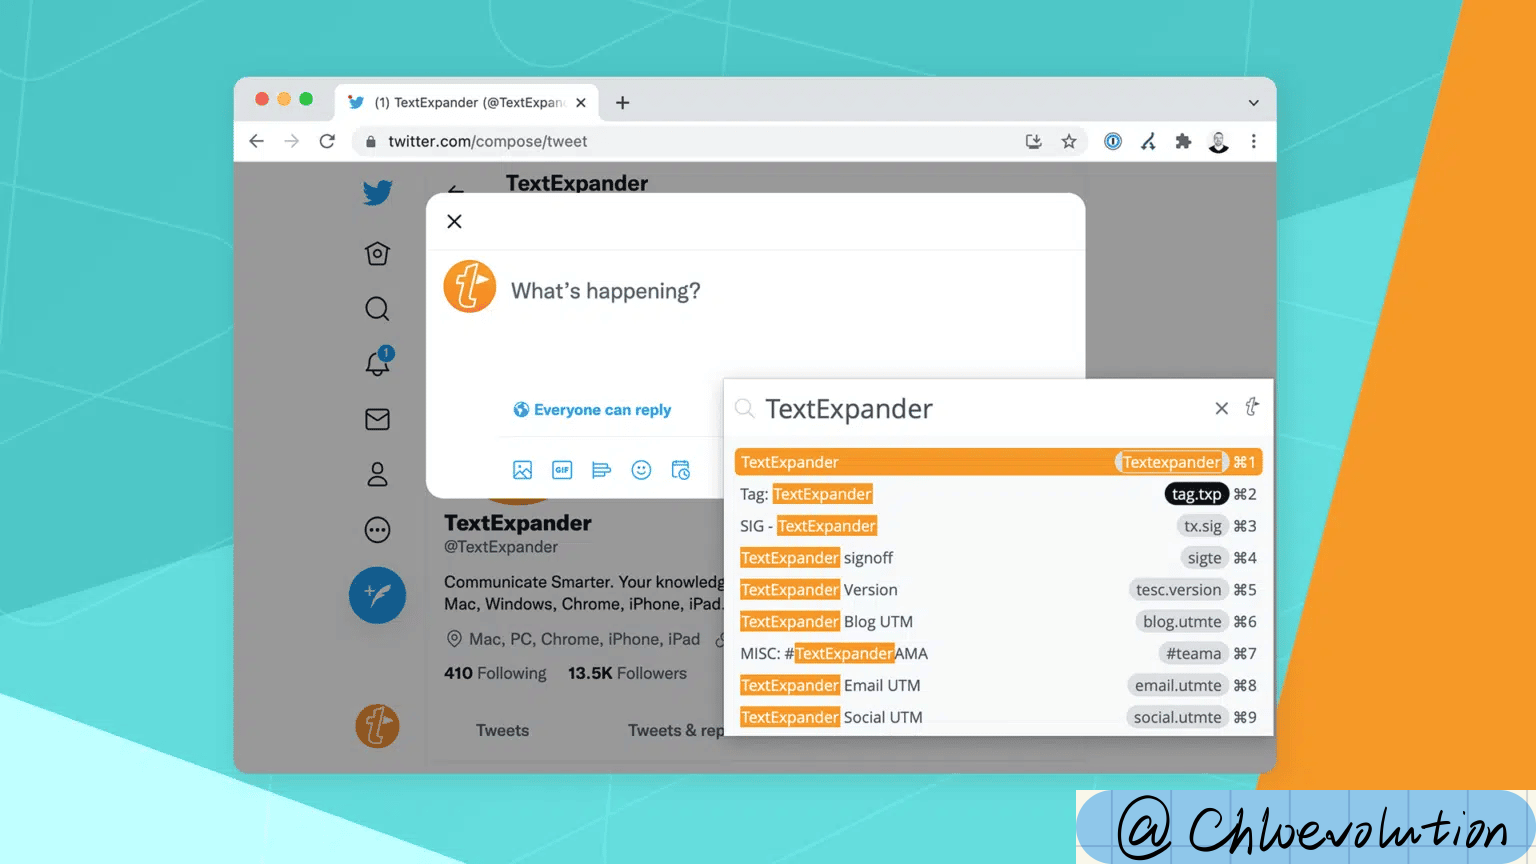 (1) TextExpander (@TextExpan
twitter.com/compose/tweet
TextExpander
What's happening?
Everyone can reply
GIF
1
TextExpander
TextExpander Textexpander ⌘1
Tag: TextExpander tag.txp ⌘2
SIG - TextExpander tx.sig ⌘3
TextExpander signoff sigte ⌘4
TextExpander Version tesc.version ⌘5
TextExpander Blog UTM blog.utmte ⌘6
MISC: #TextExpanderAMA #teama ⌘7
TextExpander Email UTM email.utmte ⌘8
TextExpander Social UTM social.utmte ⌘9
TextExpander
@TextExpander
Communicate Smarter. Your knowledg
Mac, Windows, Chrome, iPhone, iPad.
Mac, PC, Chrome, iPhone, iPad
410 Following 13.5K Followers
Tweets Tweets & rep
@Chloevolution